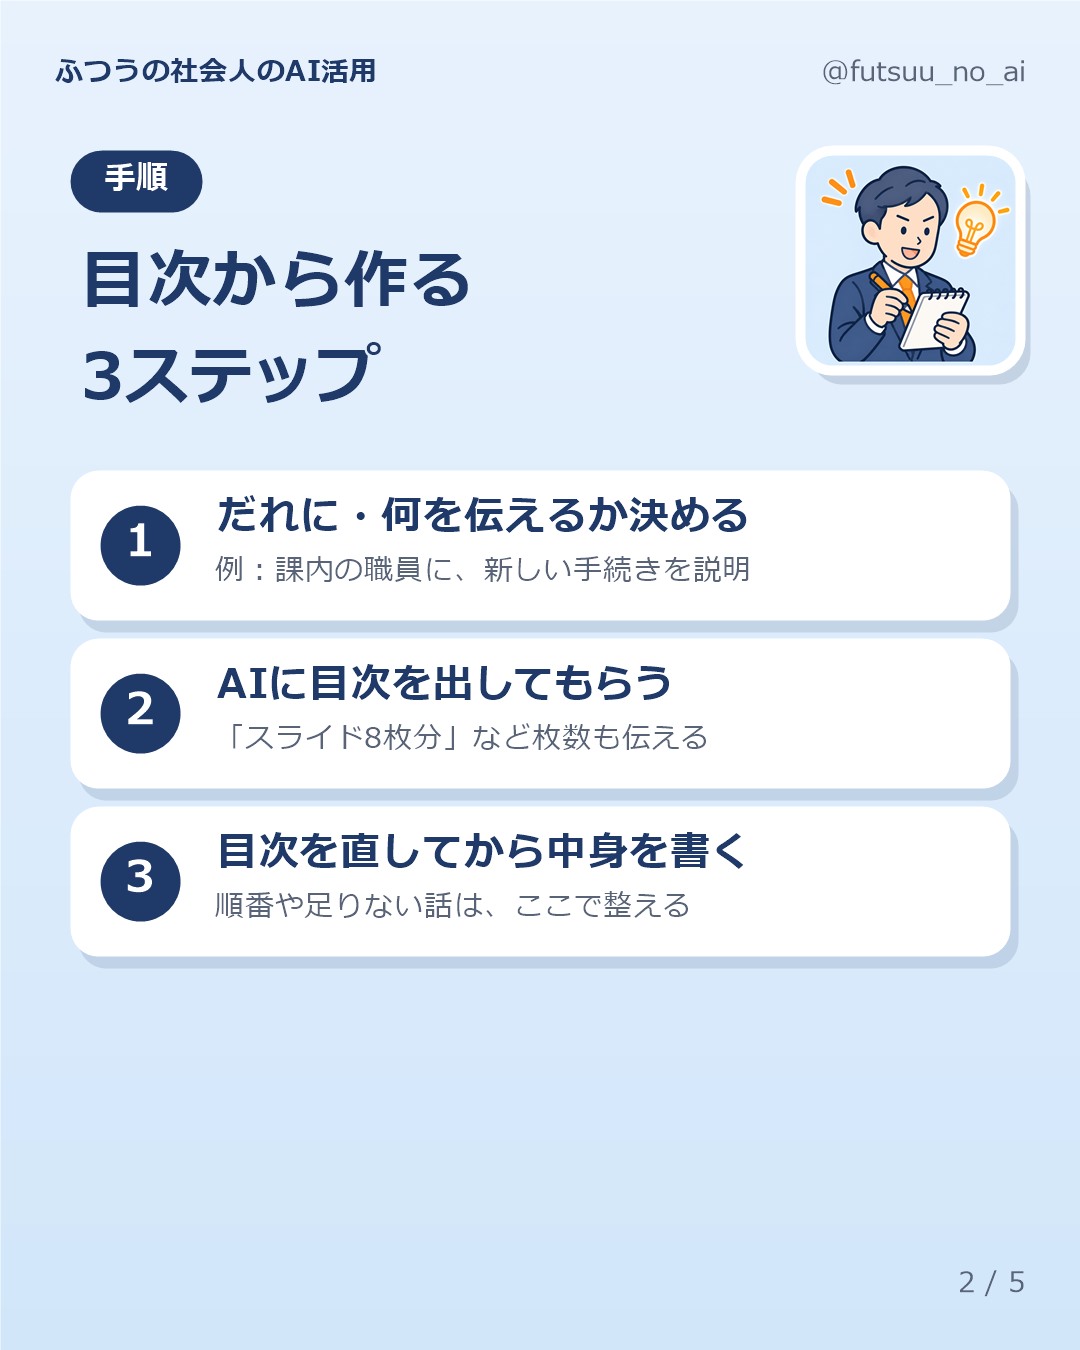 ふつうの社会人のAI活用
@futsuu_no_ai
手順
目次から作る
3ステップ
1
だれに・何を伝えるか決める
例：課内の職員に、新しい手続きを説明
2
AIに目次を出してもらう
「スライド8枚分」など枚数も伝える
3
目次を直してから中身を書く
順番や足りない話は、ここで整える
2 / 5